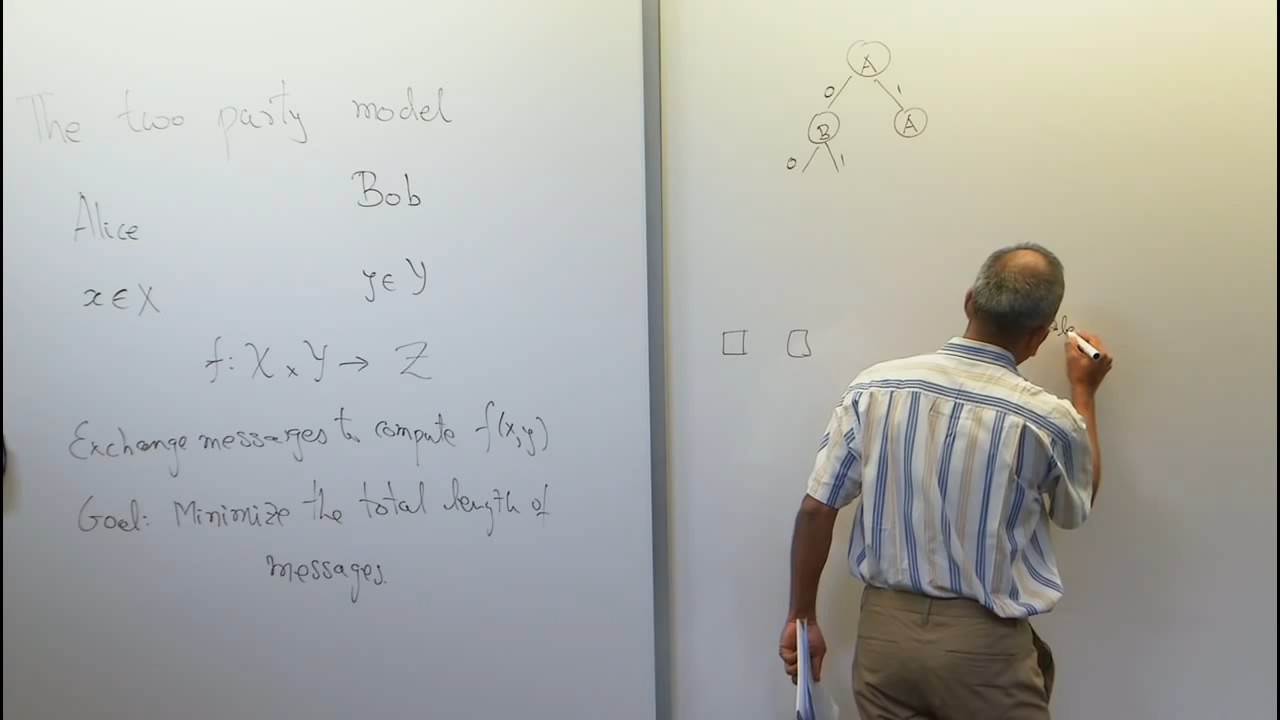 The two party model
Alice
Bob
x ∈ X
y ∈ Y
f: X × Y → Z
Exchange messages to compute f(x,y)
Goal: Minimize the total length of
messages.
A
0
1
B
A
0
1